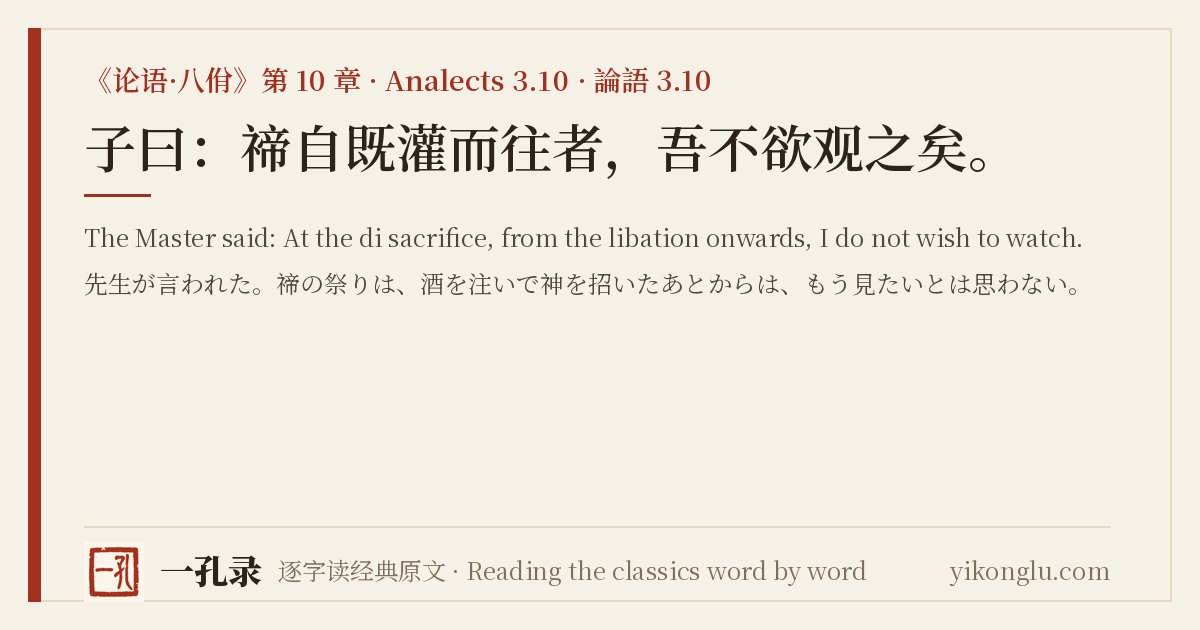 《论语·八佾》第 10 章 · Analects 3.10 · 論語 3.10
子曰：禘自既灌而往者，吾不欲观之矣。
The Master said: At the di sacrifice, from the libation onwards, I do not wish to watch.
先生が言われた。禘の祭りは、酒を注いで神を招いたあとからは、もう見たいとは思わない。
一孔 一孔录 逐字读经典原文 · Reading the classics word by word yikonglu.com